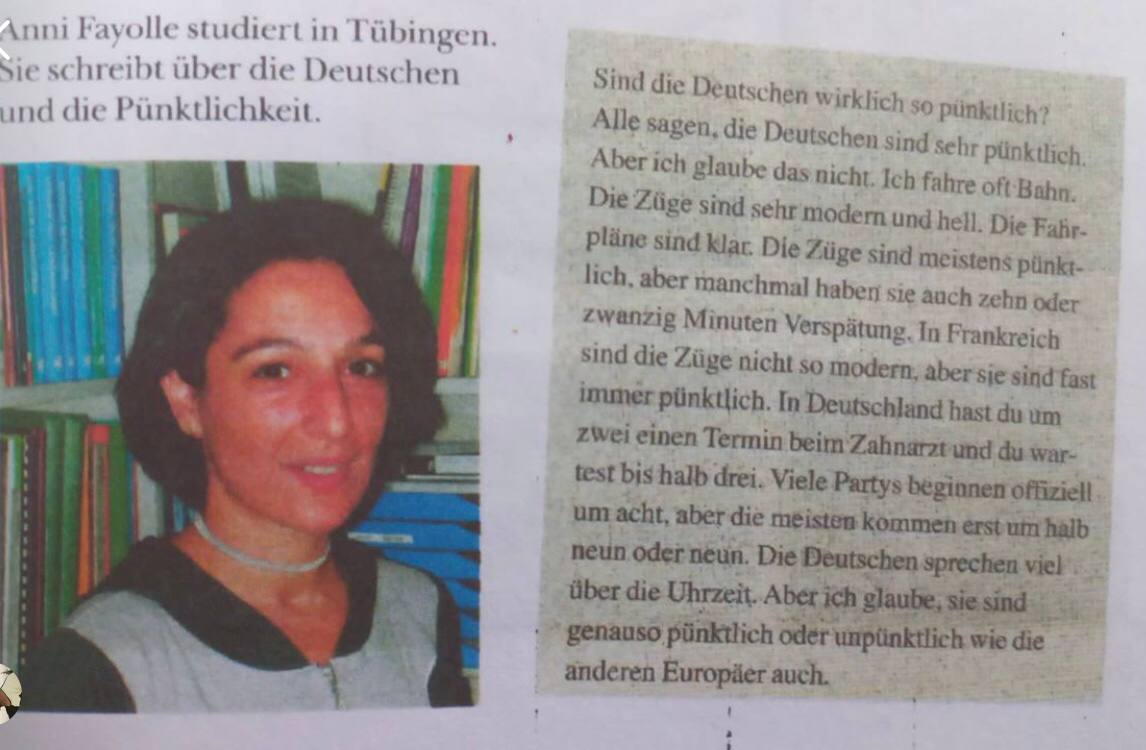 Anni Fayolle studiert in Tübingen.
Sie schreibt über die Deutschen
und die Pünktlichkeit.
Sind die Deutschen wirklich so pünktlich?
Alle sagen, die Deutschen sind sehr pünktlich.
Aber ich glaube das nicht. Ich fahre oft Bahn.
Die Züge sind sehr modern und hell. Die Fahr-
pläne sind klar. Die Züge sind meistens pünkt-
lich, aber manchmal haben sie auch zehn oder
zwanzig Minuten Verspätung. In Frankreich
sind die Züge nicht so modern, aber sie sind fast
immer pünktlich. In Deutschland hast du um
zwei einen Termin beim Zahnarzt und du war-
test bis halb drei. Viele Partys beginnen offiziell
um acht, aber die meisten kommen erst um halb
neun oder neun. Die Deutschen sprechen viel
über die Uhrzeit. Aber ich glaube, sie sind
genauso pünktlich oder unpünktlich wie die
anderen Europäer auch.